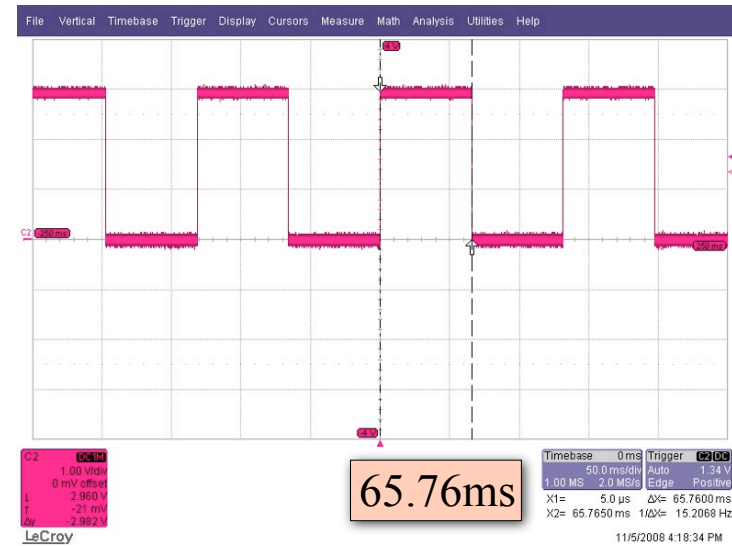 File Vertical Timebase Trigger Display Cursors Measure Math Analysis Utilities Help
4 V
C2 -250 ms
250 ms
-4 V
C2 DC1M
1.00 V/div
0 mV offset
↓ 2.960 V
↑ -21 mV
Δy -2.982 V
65.76ms
Timebase 0 ms
50.0 ms/div
1.00 MS 2.0 MS/s
Trigger C2 DC
Auto 1.34 V
Edge Positive
X1= 5.0 µs ΔX= 65.7600 ms
X2= 65.7650 ms 1/ΔX= 15.2068 Hz
LeCroy
11/5/2008 4:18:34 PM